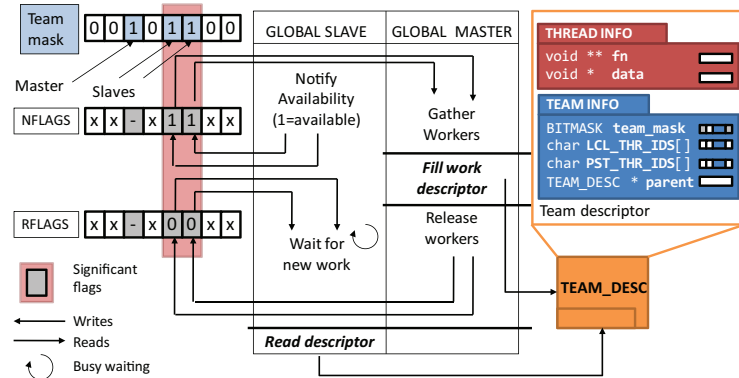 Team
mask
0 0 1 0 1 1 0 0
Master
Slaves
NFLAGS
x x - x 1 1 x x
RFLAGS
x x - x 0 0 x x
Significant
flags
Writes
Reads
Busy waiting
GLOBAL SLAVE
Notify
Availability
(1=available)
Wait for
new work
Read descriptor
GLOBAL MASTER
Gather
Workers
Fill work
descriptor
Release
workers
THREAD INFO
void ** fn
void * data
TEAM INFO
BITMASK team_mask
char LCL_THR_IDS[]
char PST_THR_IDS[]
TEAM_DESC * parent
Team descriptor
TEAM_DESC